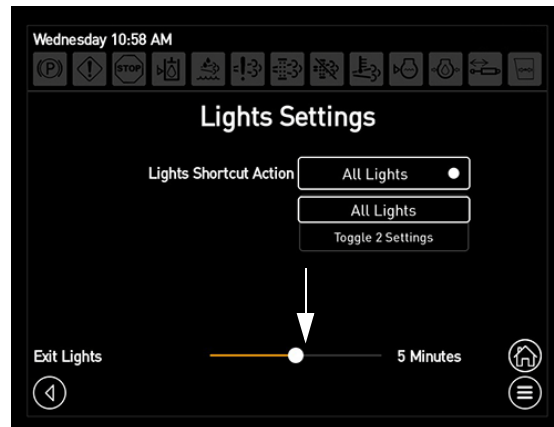 Wednesday 10:58 AM
STOP
Lights Settings
Lights Shortcut Action All Lights
All Lights
Toggle 2 Settings
Exit Lights 5 Minutes